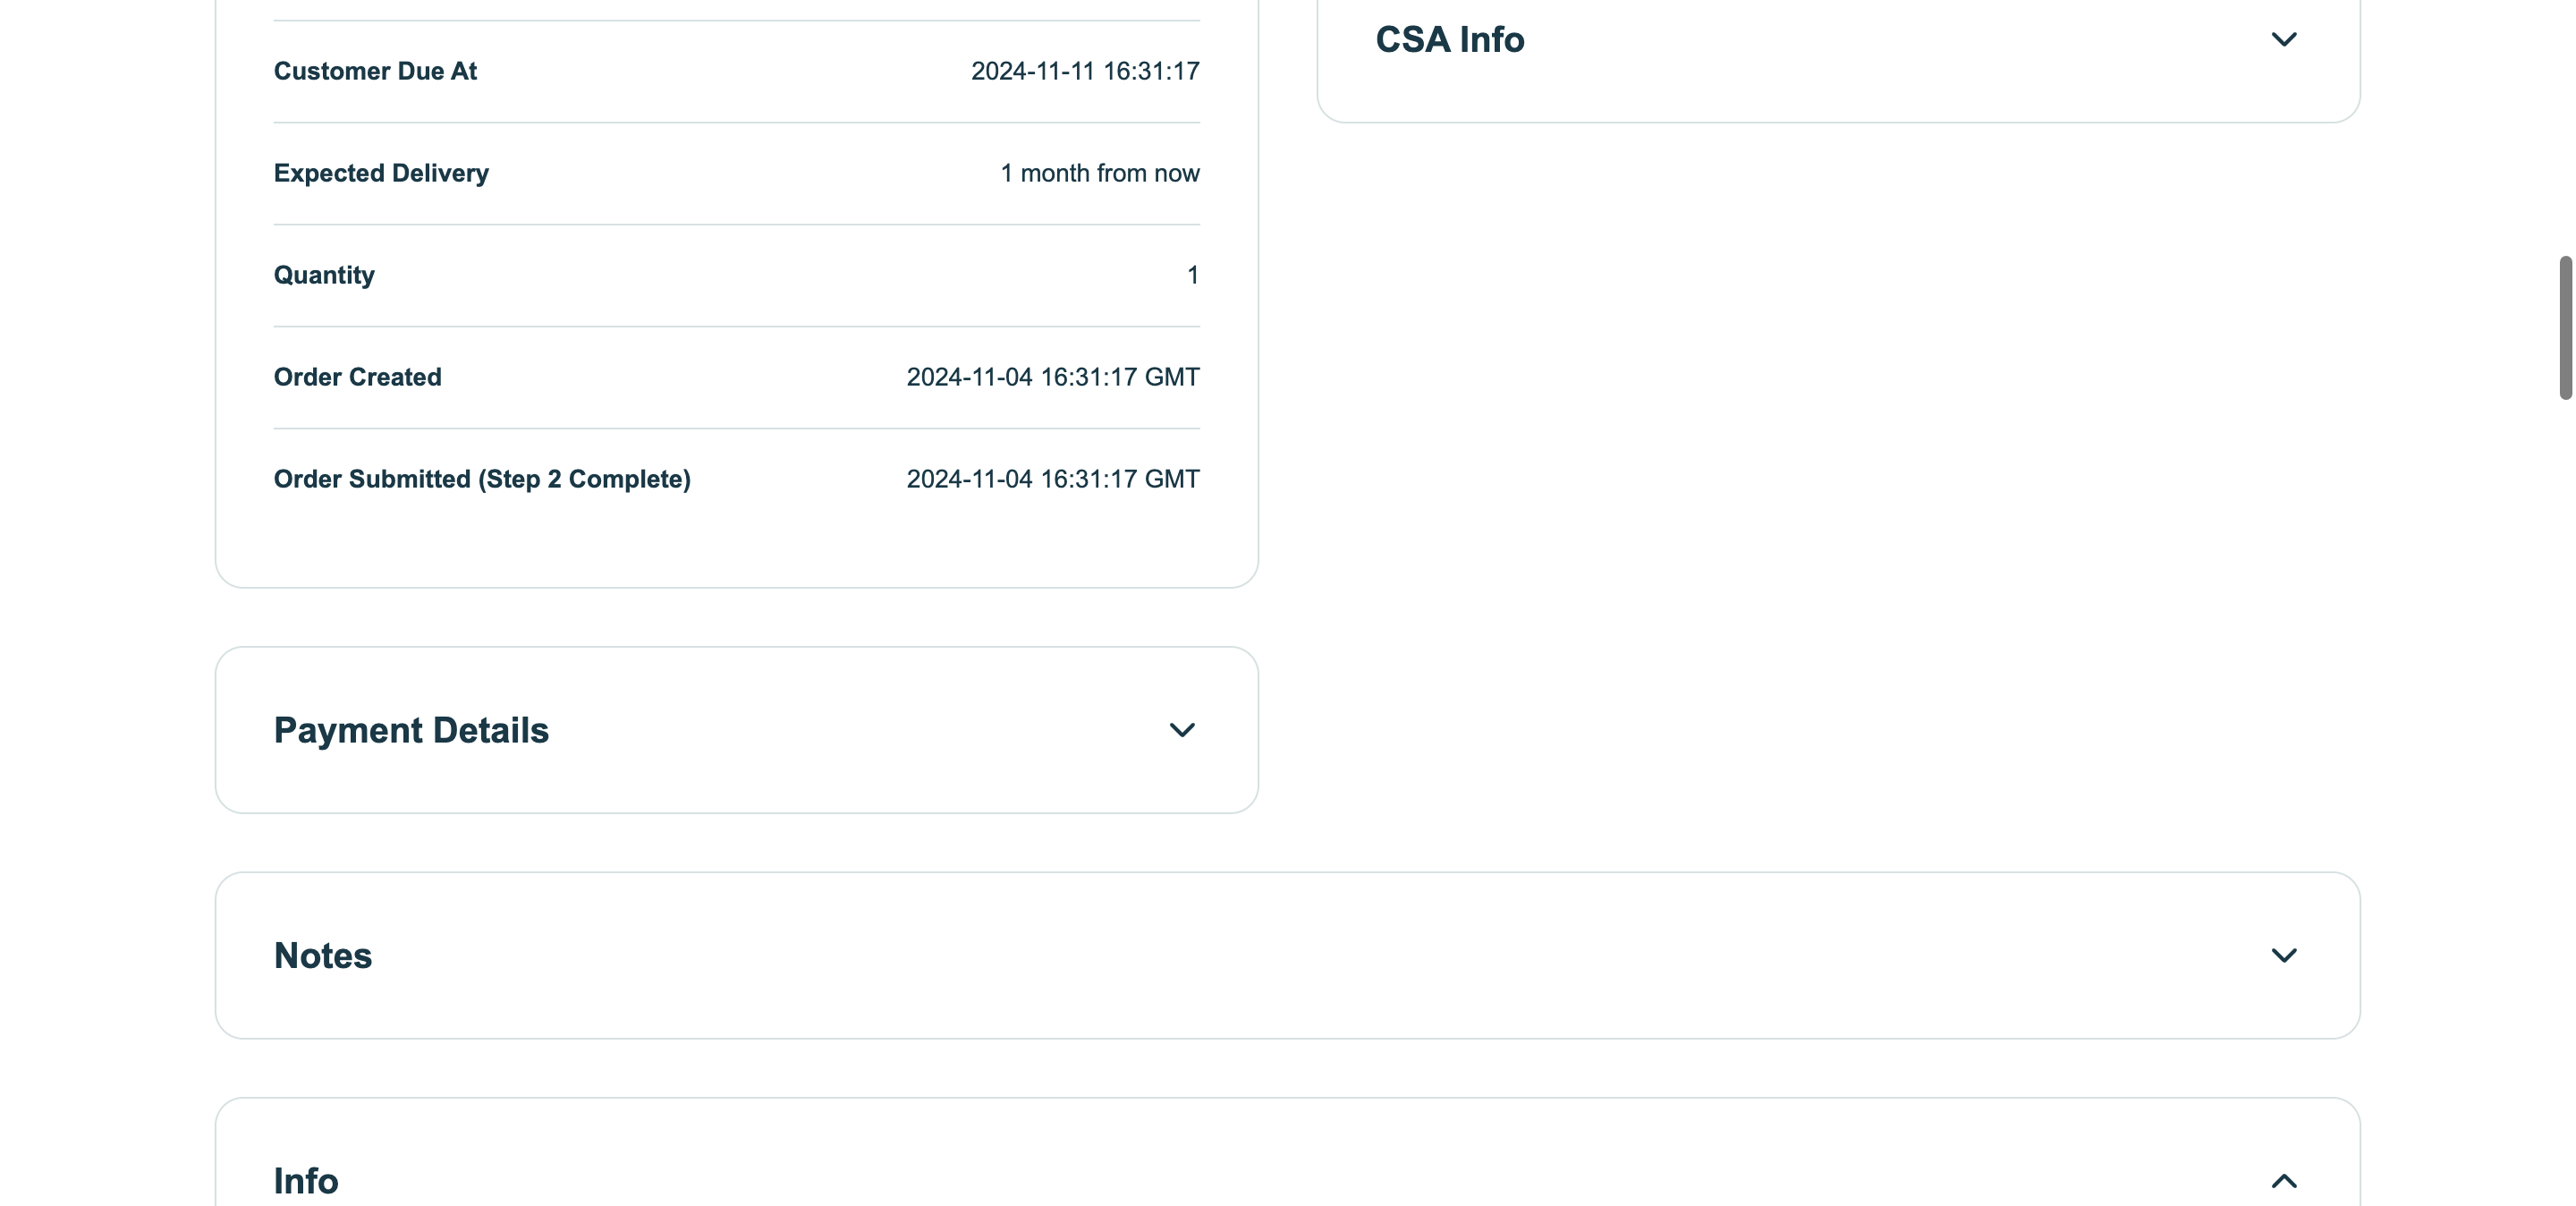 CSA Info
Customer Due At 2024-11-11 16:31:17
Expected Delivery 1 month from now
Quantity 1
Order Created 2024-11-04 16:31:17 GMT
Order Submitted (Step 2 Complete) 2024-11-04 16:31:17 GMT
Payment Details
Notes
Info